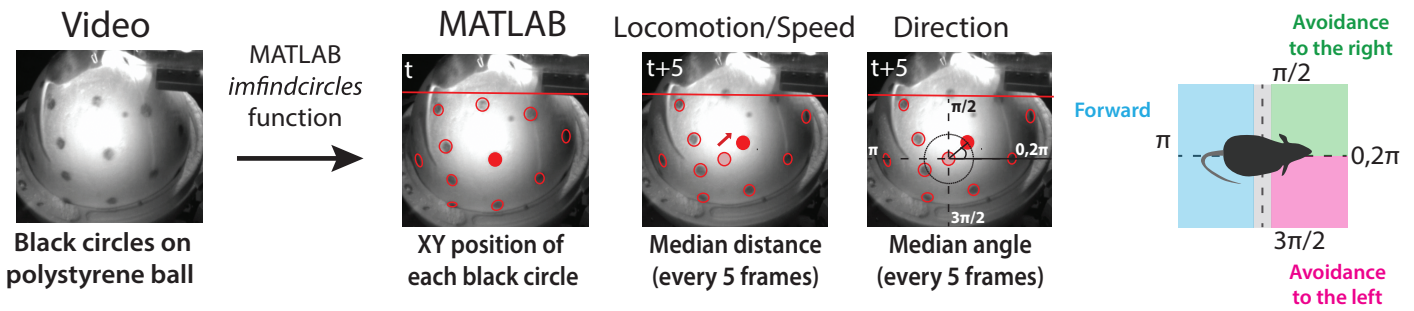 Video
Black circles on
polystyrene ball
MATLAB
imfindcircles
function
MATLAB
t
XY position of
each black circle
Locomotion/Speed
t+5
Median distance
(every 5 frames)
Direction
t+5
π/2
π
0,2π
3π/2
Median angle
(every 5 frames)
Avoidance
to the right
π/2
Forward
π
0,2π
3π/2
Avoidance
to the left